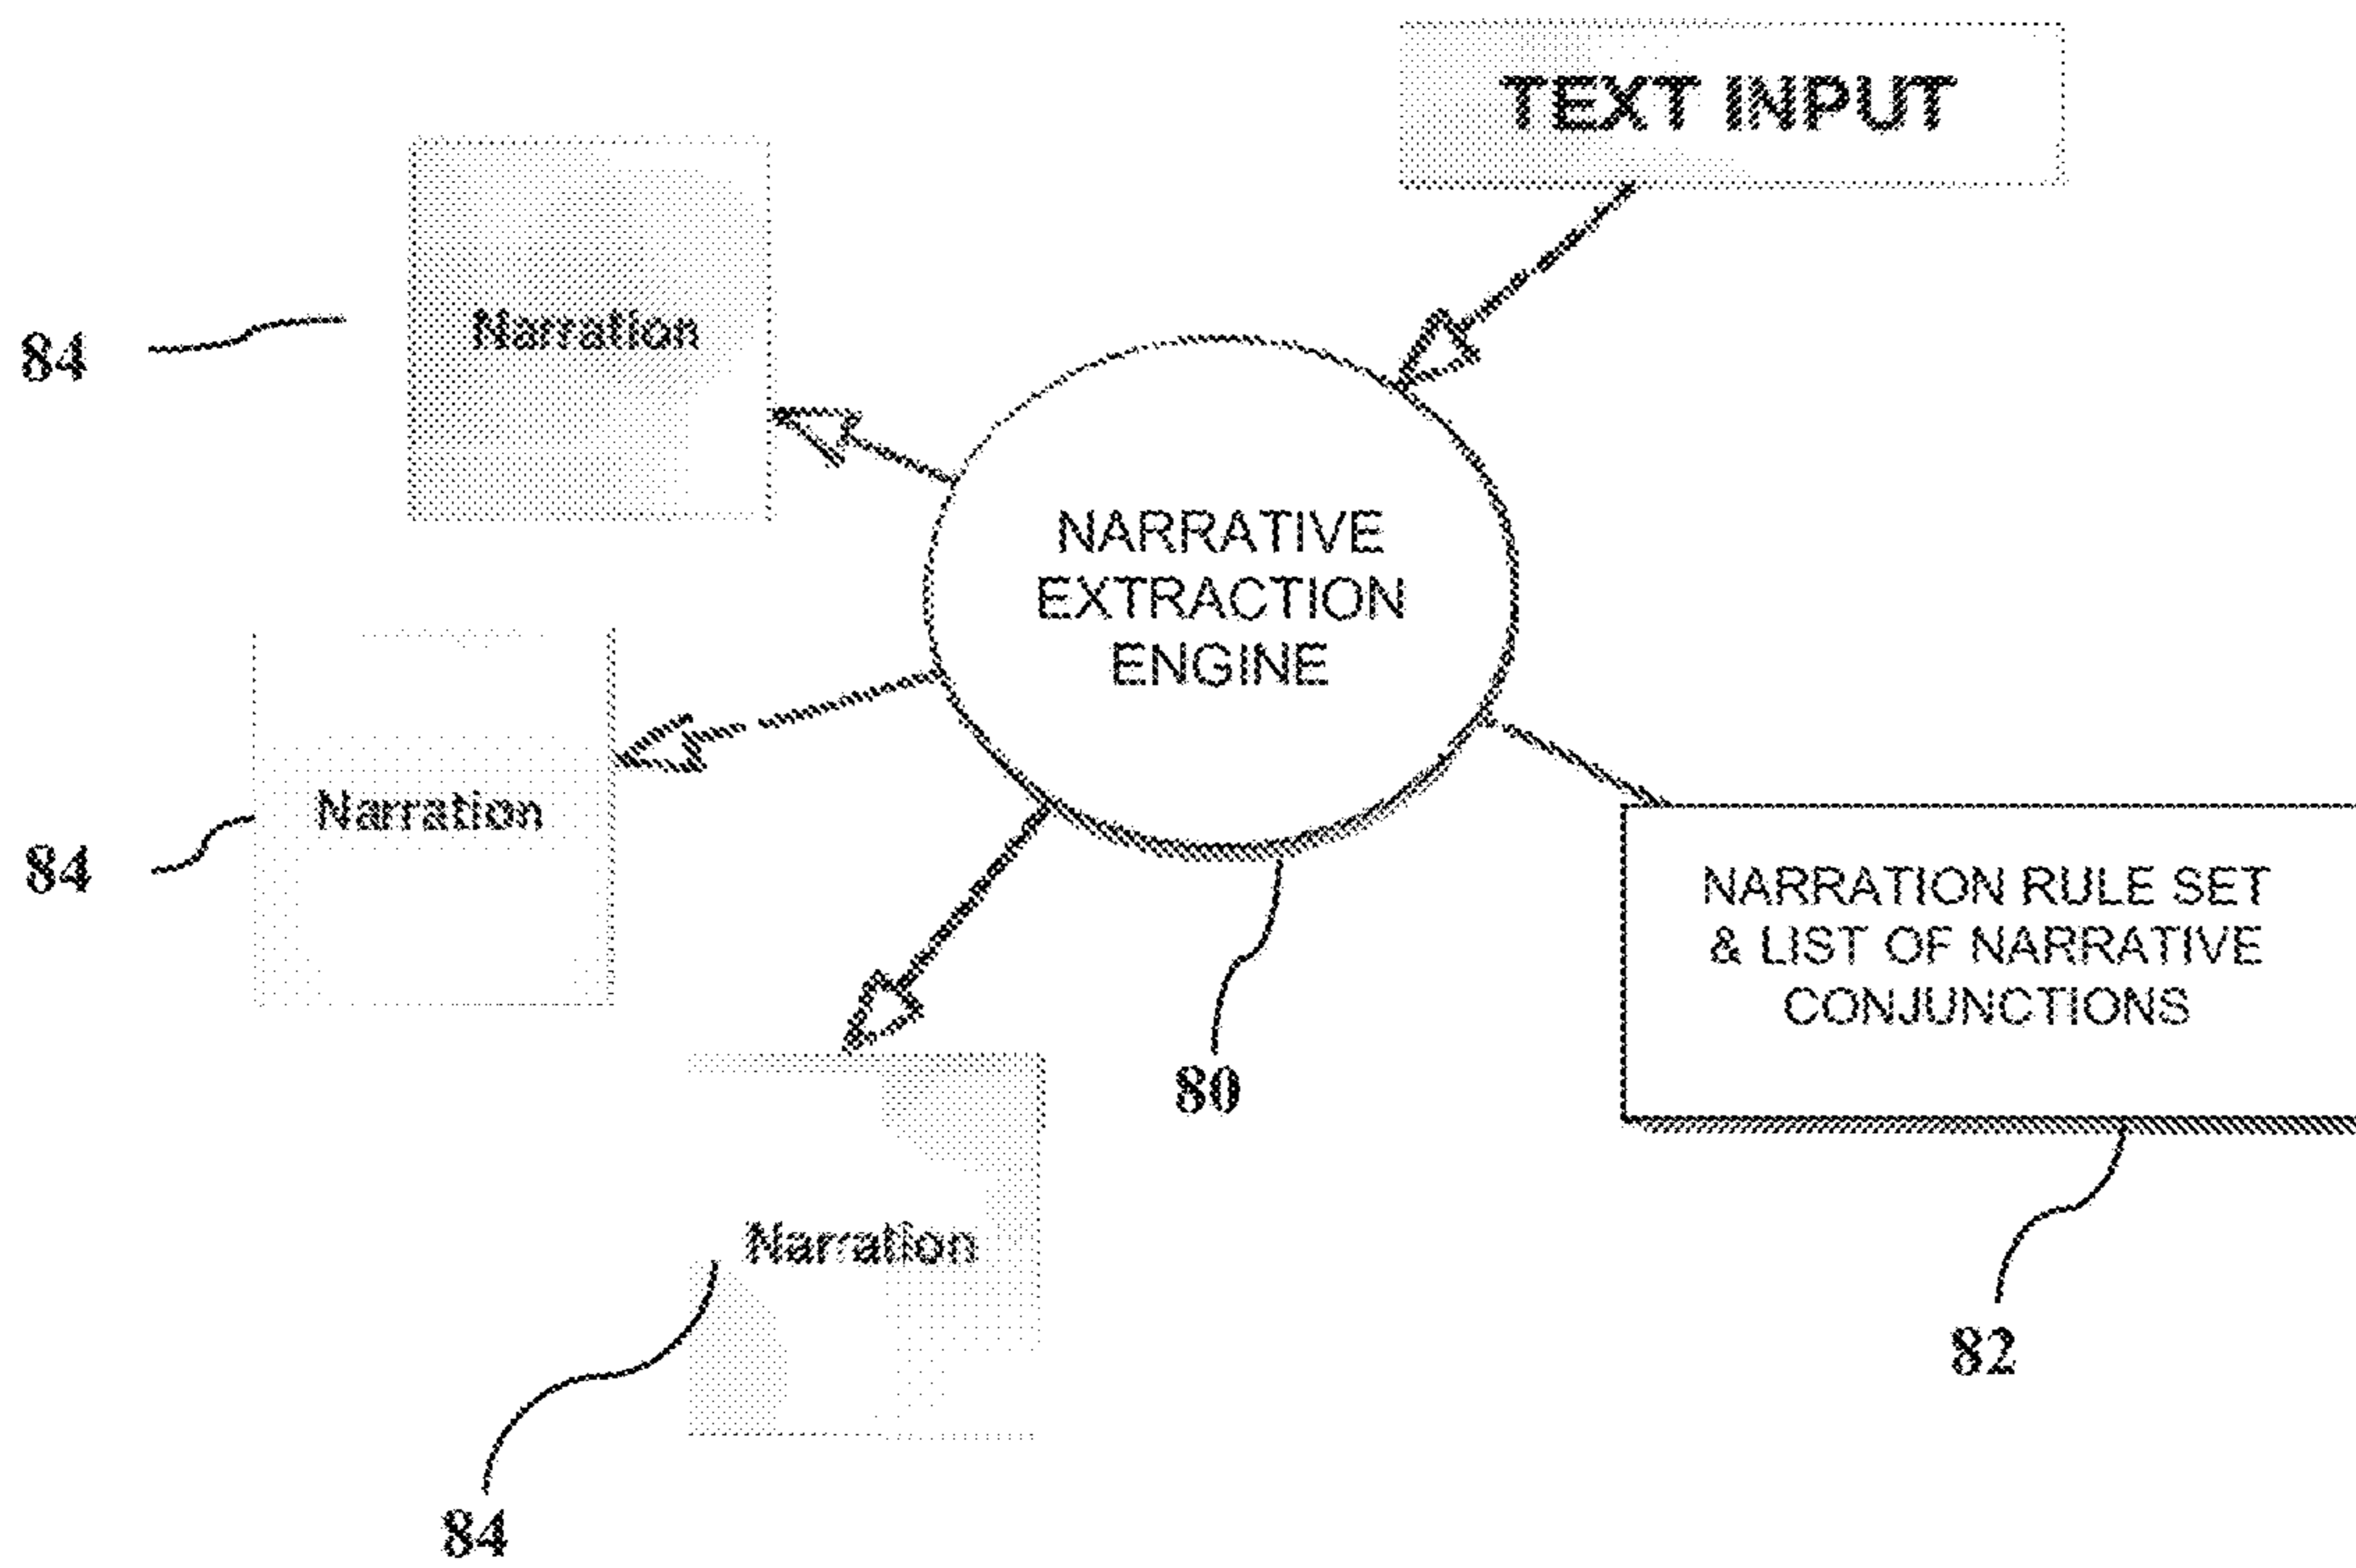 TEXT INPUT
84
Narration
NARRATIVE
EXTRACTION
ENGINE
84
Narration
NARRATION RULE SET
& LIST OF NARRATIVE
CONJUNCTIONS
80
Narration
82
84